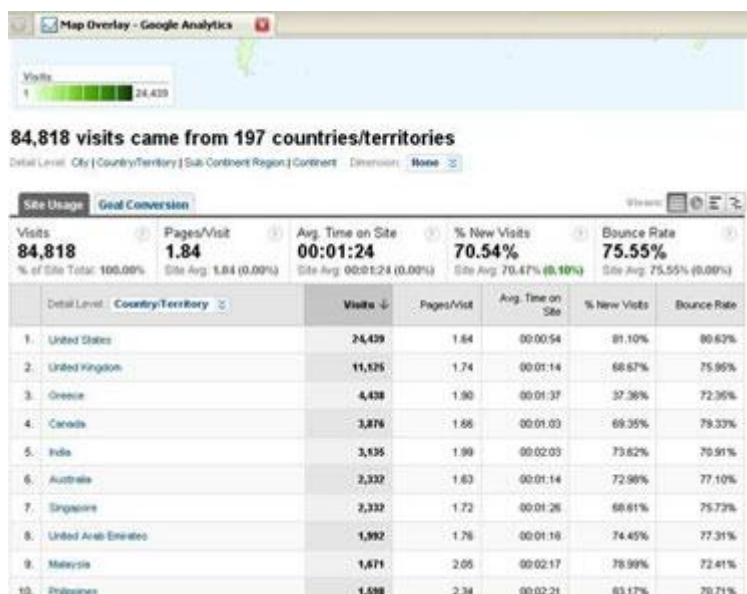 Map Overlay - Google Analytics
Visits
1 24,439
84,818 visits came from 197 countries/territories
Detail Level: City | Country/Territory | Sub Continent Region | Continent Dimension: None
Site Usage Goal Conversion Views:
Visits Pages/Visit Avg. Time on Site % New Visits Bounce Rate
84,818 1.84 00:01:24 70.54% 75.55%
% of Site Total: 100.00% Site Avg: 1.84 (0.00%) Site Avg: 00:01:24 (0.00%) Site Avg: 70.47% (0.10%) Site Avg: 75.55% (0.00%)
Detail Level: Country/Territory Visits ↓ Pages/Visit Avg. Time on Site % New Visits Bounce Rate
1. United States 24,439 1.64 00:00:54 81.10% 80.63%
2. United Kingdom 11,125 1.74 00:01:14 68.67% 75.95%
3. Greece 4,438 1.90 00:01:37 37.36% 72.35%
4. Canada 3,876 1.66 00:01:03 69.35% 79.33%
5. India 3,135 1.99 00:02:03 73.62% 70.91%
6. Australia 2,332 1.63 00:01:14 72.98% 77.10%
7. Singapore 2,332 1.72 00:01:26 68.61% 75.73%
8. United Arab Emirates 1,992 1.76 00:01:16 74.45% 77.31%
9. Malaysia 1,671 2.05 00:02:17 78.99% 72.41%
10. Philippines 1,598 2.34 00:02:21 83.17% 70.71%